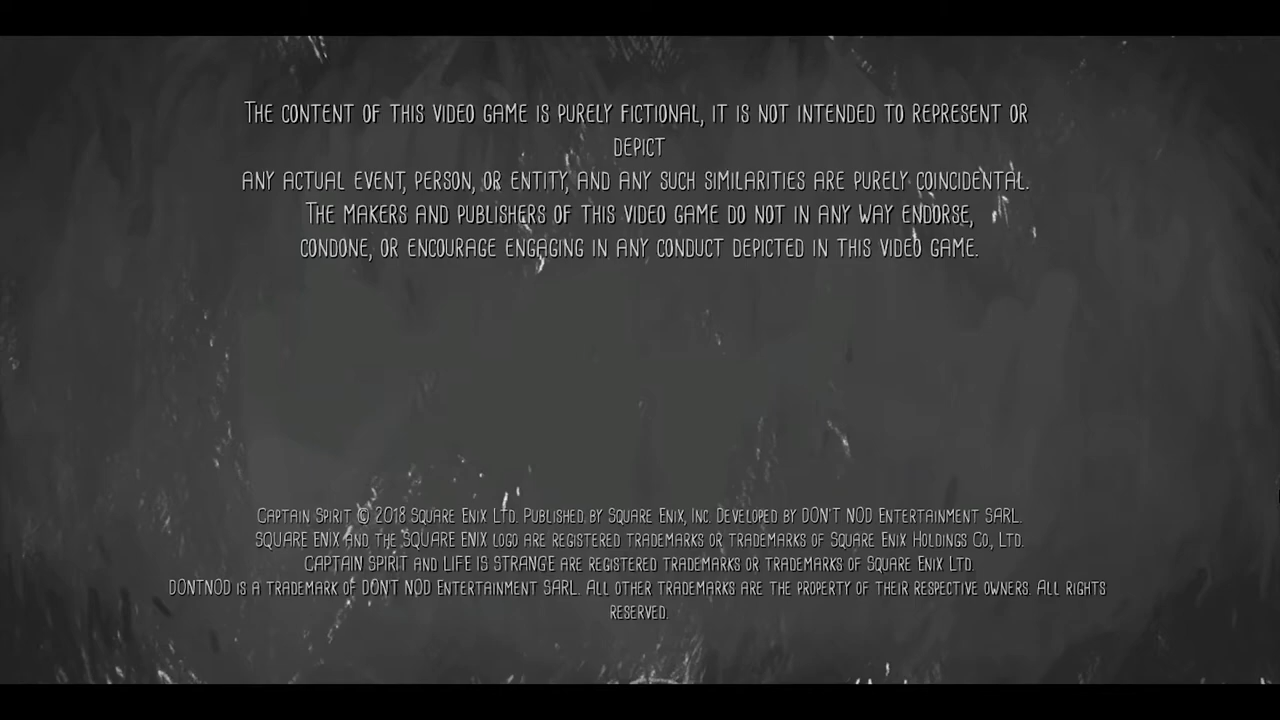 The content of this video game is purely fictional, it is not intended to represent or
depict
any actual event, person, or entity, and any such similarities are purely coincidental.
The makers and publishers of this video game do not in any way endorse,
condone, or encourage engaging in any conduct depicted in this video game.
Captain Spirit © 2018 Square Enix Ltd. Published by Square Enix, Inc. Developed by DON'T NOD Entertainment SARL.
SQUARE ENIX and the SQUARE ENIX logo are registered trademarks or trademarks of Square Enix Holdings Co., Ltd.
CAPTAIN SPIRIT and LIFE IS STRANGE are registered trademarks or trademarks of Square Enix Ltd.
DONTNOD is a trademark of DON'T NOD Entertainment SARL. All other trademarks are the property of their respective owners. All rights
reserved.